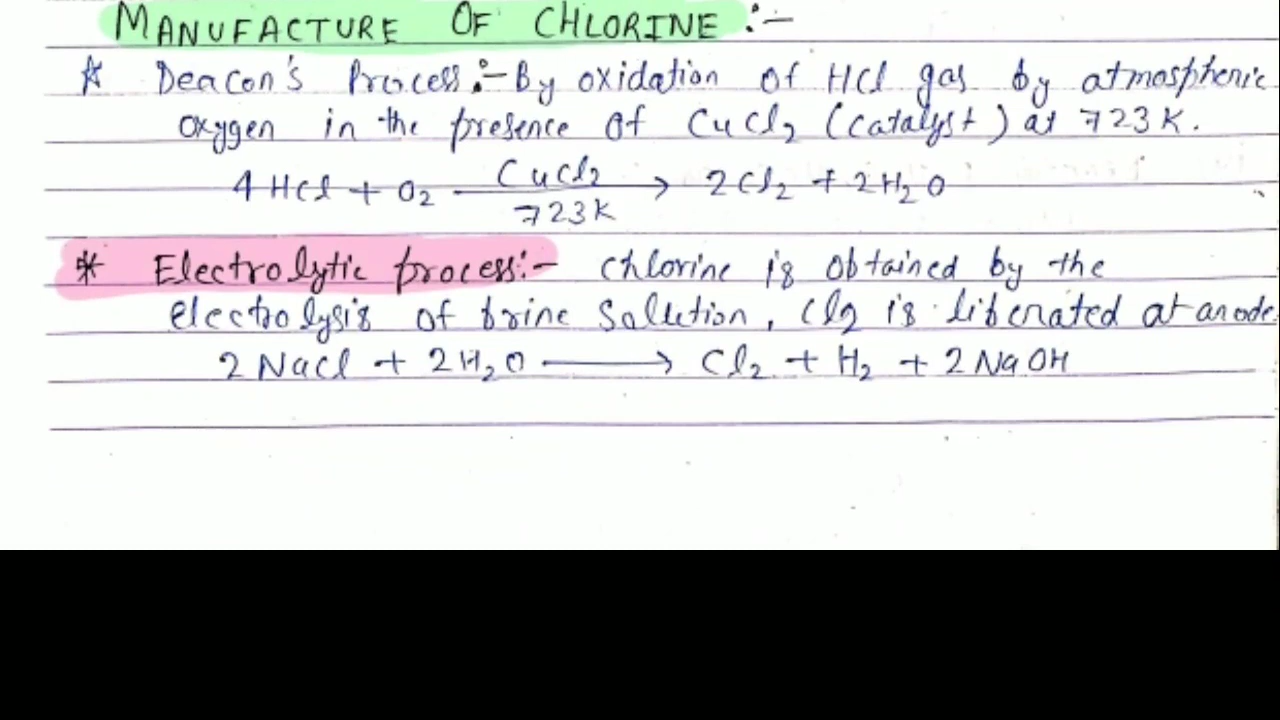 MANUFACTURE OF CHLORINE :-
☆ Deacon's Process :- By oxidation of HCl gas by atmospheric
oxygen in the presence of CuCl₂ (catalyst) at 723K.
4HCl + O₂ CuCl₂ / 723K → 2Cl₂ + 2H₂O
* Electrolytic process :- Chlorine is obtained by the
electrolysis of brine solution, Cl₂ is liberated at anode.
2NaCl + 2H₂O → Cl₂ + H₂ + 2NaOH